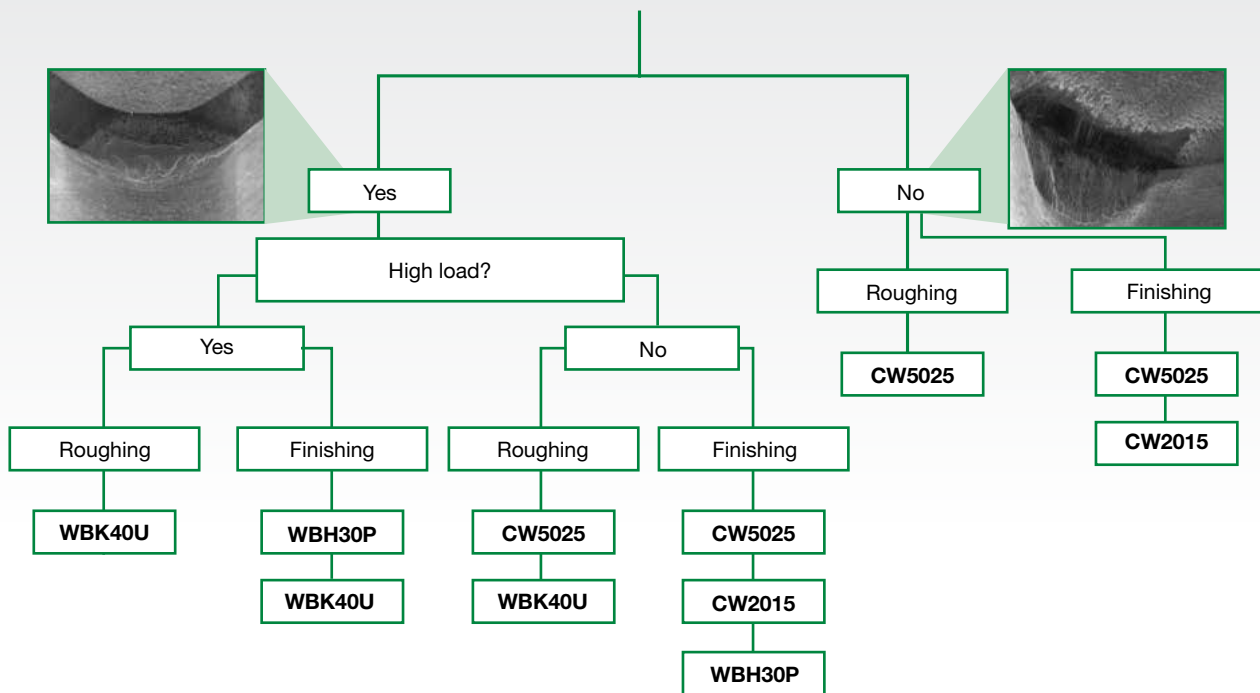 Yes
No
High load?
Roughing
Finishing
Yes
No
CW5025
CW5025
CW2015
Roughing
Finishing
Roughing
Finishing
WBK40U
WBH30P
CW5025
CW5025
WBK40U
WBK40U
CW2015
WBH30P